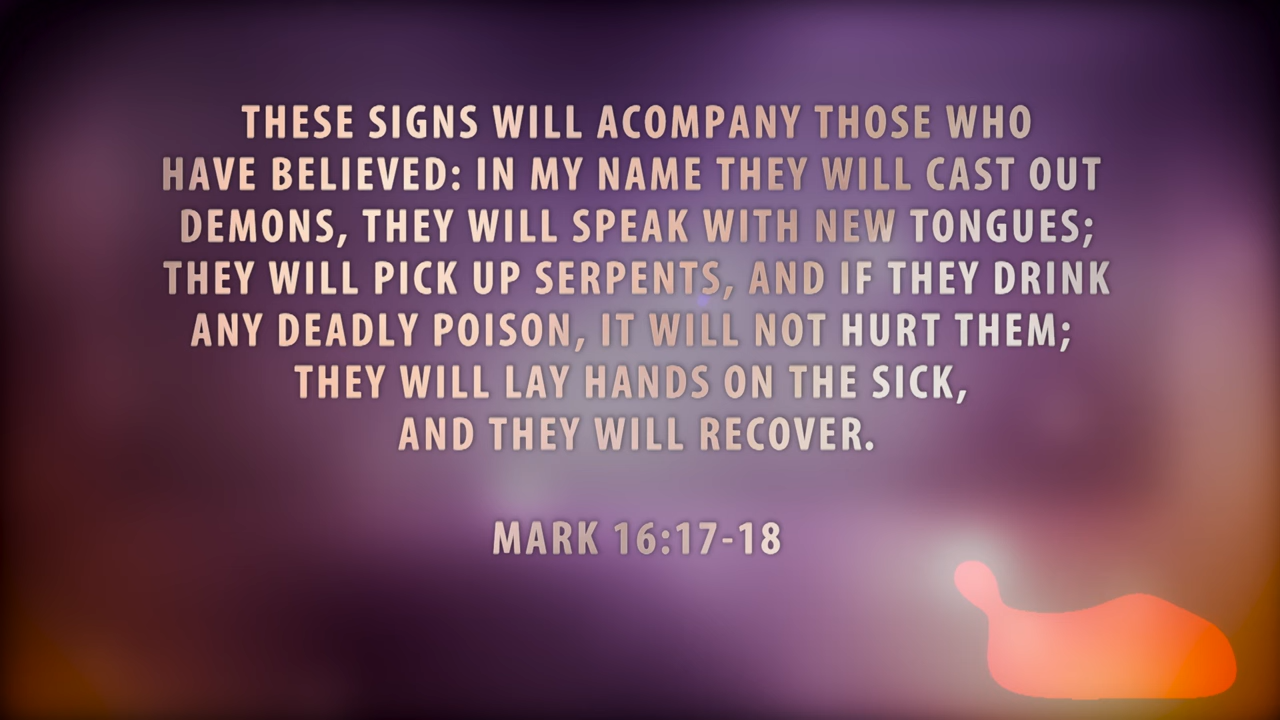 THESE SIGNS WILL ACOMPANY THOSE WHO
HAVE BELIEVED: IN MY NAME THEY WILL CAST OUT
DEMONS, THEY WILL SPEAK WITH NEW TONGUES;
THEY WILL PICK UP SERPENTS, AND IF THEY DRINK
ANY DEADLY POISON, IT WILL NOT HURT THEM;
THEY WILL LAY HANDS ON THE SICK,
AND THEY WILL RECOVER.
MARK 16:17-18